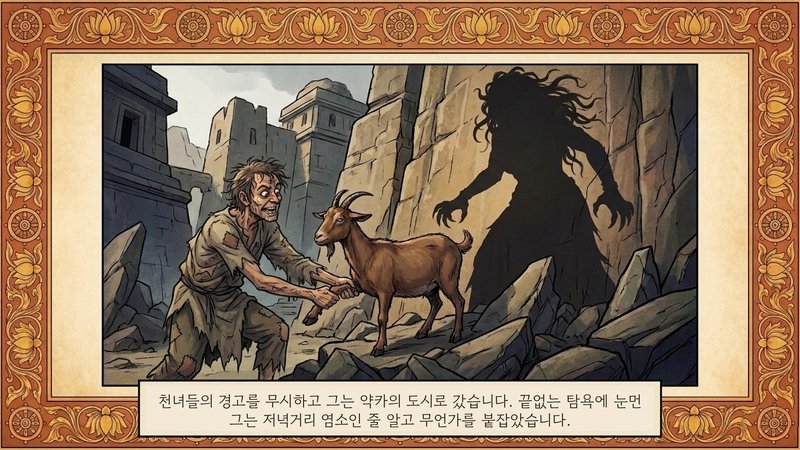 천녀들의 경고를 무시하고 그는 약카의 도시로 갔습니다. 끝없는 탐욕에 눈먼
그는 저녁거리 염소인 줄 알고 무언가를 붙잡았습니다.